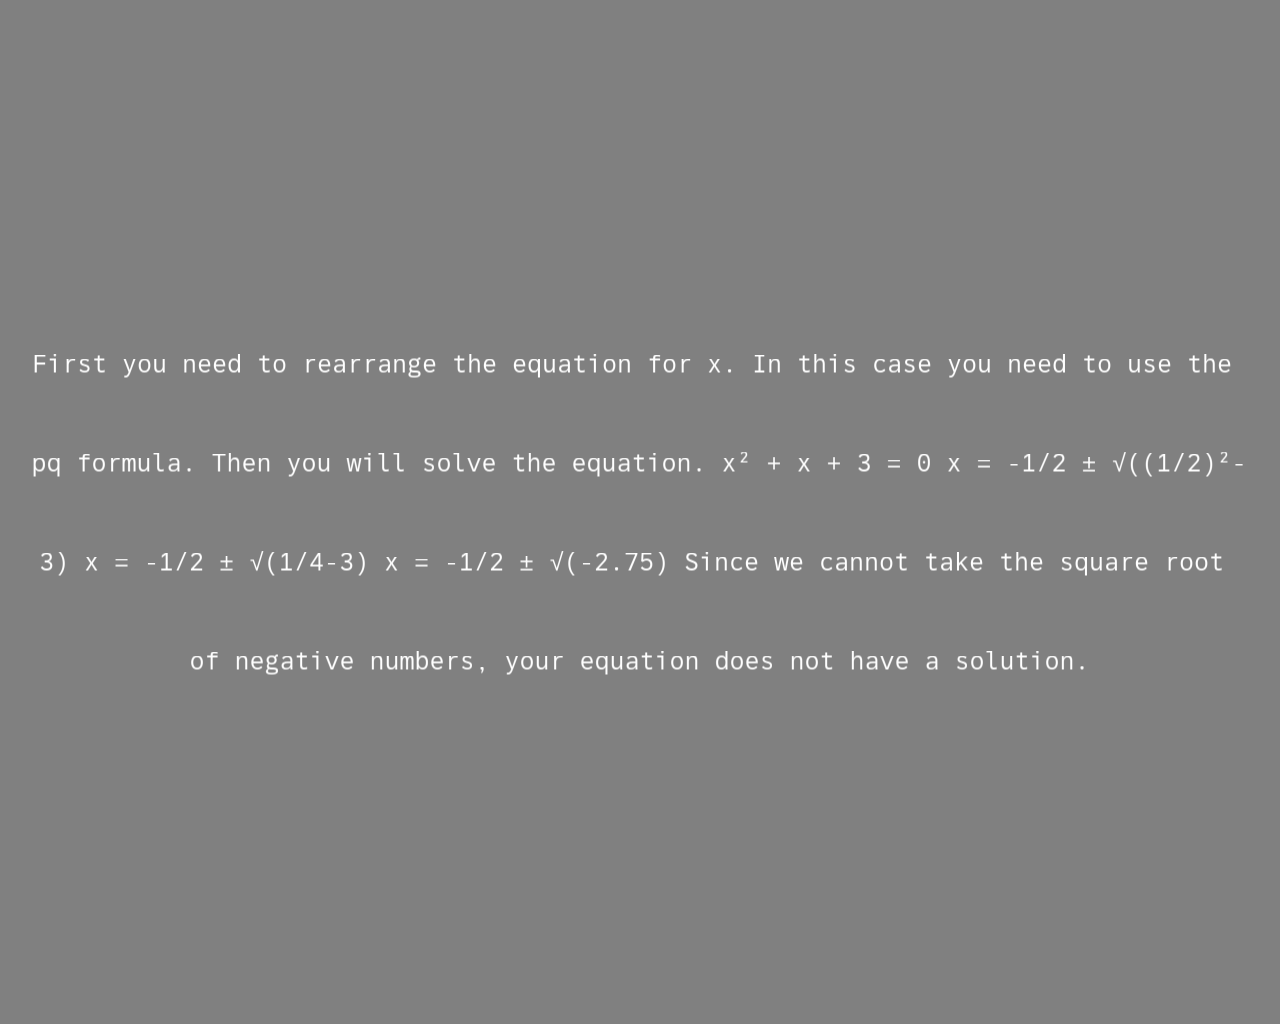 First you need to rearrange the equation for x. In this case you need to use the
pq formula. Then you will solve the equation. x² + x + 3 = 0 x = -1/2 ± √((1/2)²-
3) x = -1/2 ± √(1/4-3) x = -1/2 ± √(-2.75) Since we cannot take the square root
of negative numbers, your equation does not have a solution.